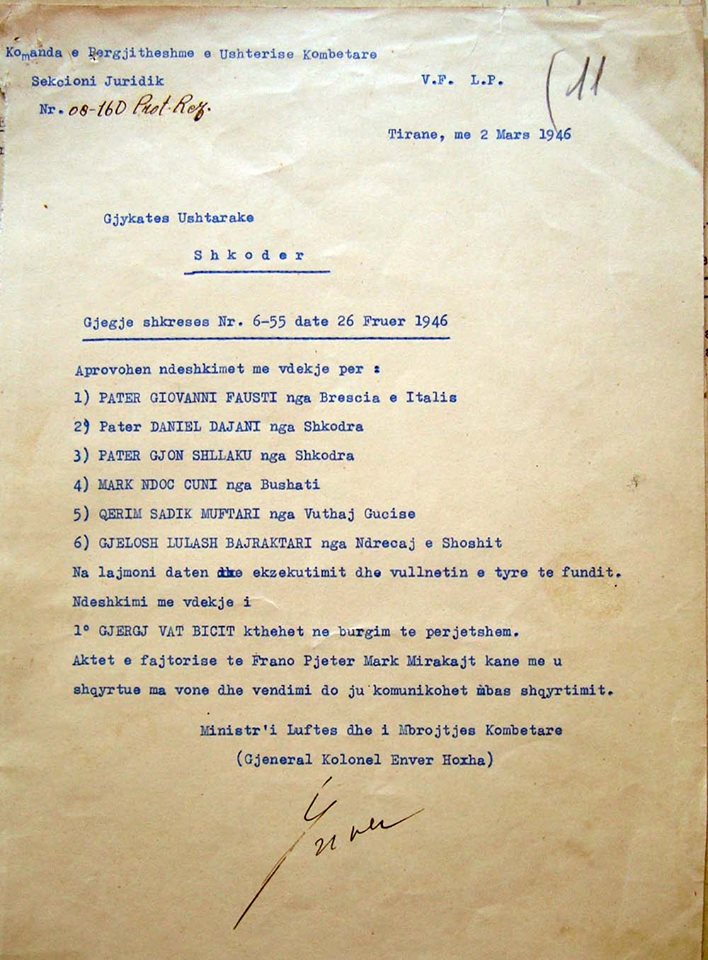 Komanda e Pergjitheshme e Ushterise Kombetare
Sekcioni Juridik V.F. L.P. (11
Nr. 08-160 Prot. Rez.
Tirane, me 2 Mars 1946
Gjykates Ushtarake
Shkoder
Gjegje shkreses Nr. 6-55 date 26 Fruer 1946
Aprovohen ndeshkimet me vdekje per :
1) PATER GIOVANNI FAUSTI nga Brescia e Italis
2) Pater DANIEL DAJANI nga Shkodra
3) PATER GJON SHLLAKU nga Shkodra
4) MARK NDOC CUNI nga Bushati
5) QERIM SADIK MUFTARI nga Vuthaj Gucise
6) GJELOSH LULASH BAJRAKTARI nga Ndrecaj e Shoshit
Na lajmoni daten dhe ekzekutimit dhe vullnetin e tyre te fundit.
Ndeshkimi me vdekje i
1° GJERGJ VAT BICIT kthehet ne burgim te perjetshem.
Aktet e fajtorise te Frano Pjeter Mark Mirakajt kane me u
shqyrtue ma vone dhe vendimi do ju komunikohet mbas shqyrtimit.
Ministr'i Luftes dhe i Mbrojtjes Kombetare
(Gjeneral Kolonel Enver Hoxha)
Enver